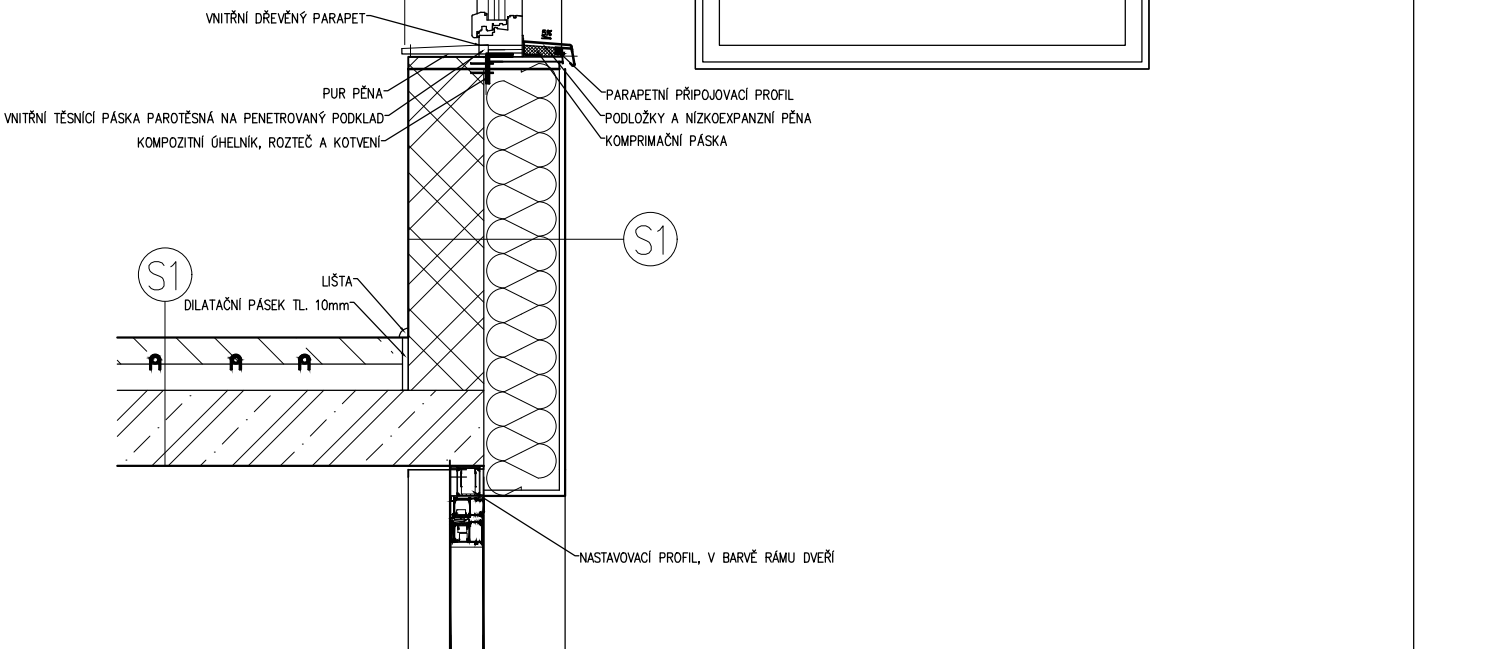 VNITŘNÍ DŘEVĚNÝ PARAPET
PUR PĚNA
PARAPETNÍ PŘIPOJOVACÍ PROFIL
VNITŘNÍ TĚSNÍCÍ PÁSKA PAROTĚSNÁ NA PENETROVANÝ PODKLAD
PODLOŽKY A NÍZKOEXPANZNÍ PĚNA
KOMPOZITNÍ ÚHELNÍK, ROZTEČ A KOTVENÍ
KOMPRIMAČNÍ PÁSKA
S1
S1
LIŠTA
DILATAČNÍ PÁSEK TL. 10mm
NASTAVOVACÍ PROFIL, V BARVĚ RÁMU DVEŘÍ